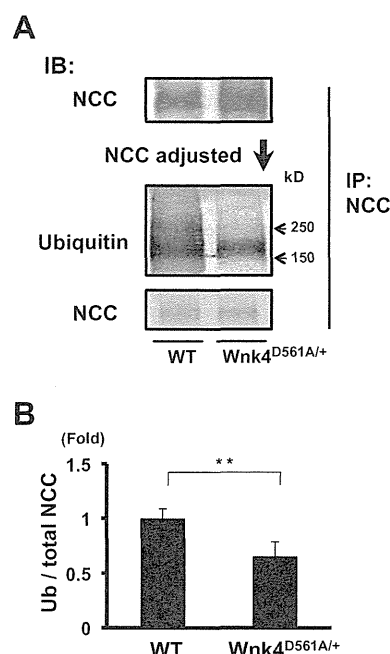 A
IB:
NCC
NCC adjusted
kD
IP:
NCC
Ubiquitin
250
150
NCC
WT Wnk4D561A/+
B
(Fold)
Ub / total NCC
1.5
1
0.5
0
**
WT Wnk4D561A/+